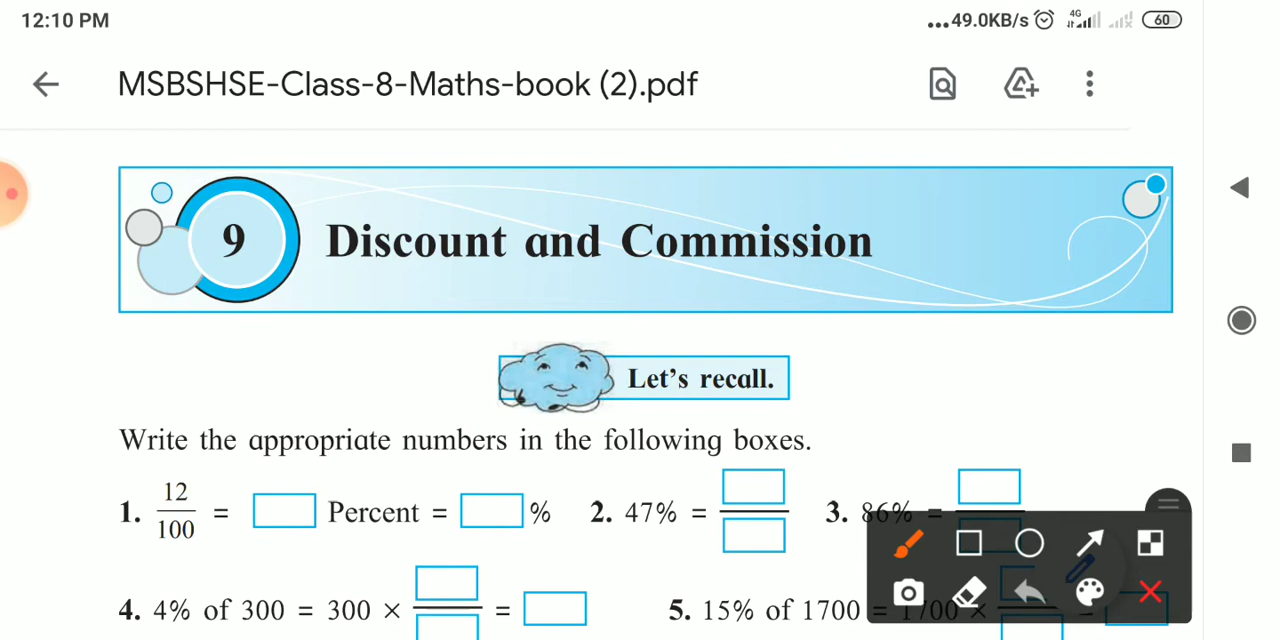 12:10 PM
...49.0KB/s 4G 60
MSBSHSE-Class-8-Maths-book (2).pdf
9 Discount and Commission
Let's recall.
Write the appropriate numbers in the following boxes.
1. 12/100 = Percent = % 2. 47% = 3. 86% =
4. 4% of 300 = 300 × = 5. 15% of 1700 = 1700 × =